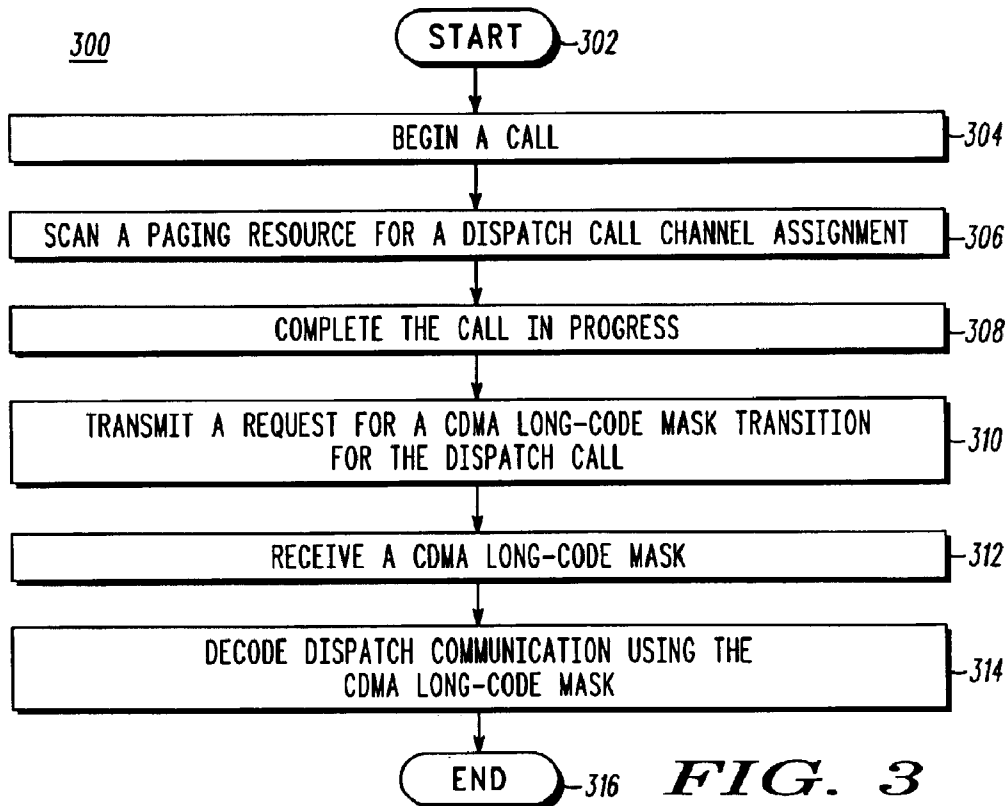 300
START
302
BEGIN A CALL
304
SCAN A PAGING RESOURCE FOR A DISPATCH CALL CHANNEL ASSIGNMENT
306
COMPLETE THE CALL IN PROGRESS
308
TRANSMIT A REQUEST FOR A CDMA LONG-CODE MASK TRANSITION
FOR THE DISPATCH CALL
310
RECEIVE A CDMA LONG-CODE MASK
312
DECODE DISPATCH COMMUNICATION USING THE
CDMA LONG-CODE MASK
314
END
316
FIG. 3